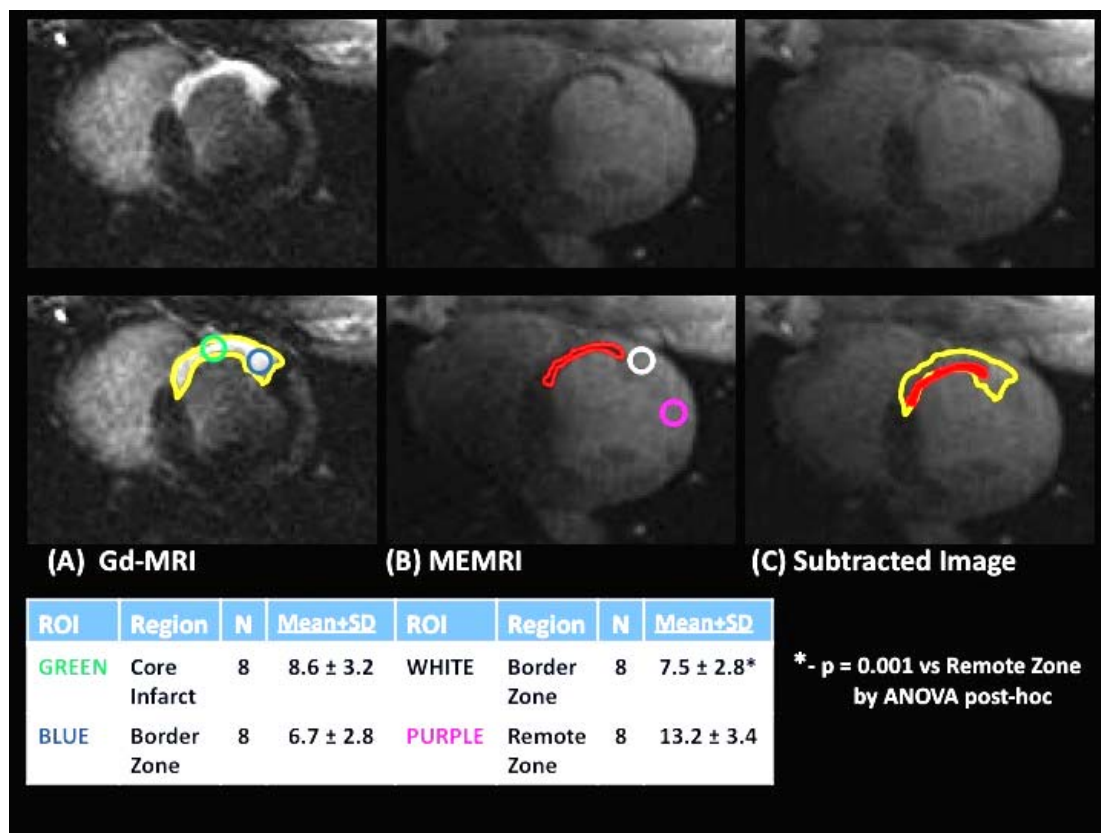 (A) Gd-MRI
(B) MEMRI
(C) Subtracted Image
ROI Region N Mean+SD ROI Region N Mean+SD
GREEN Core Infarct 8 8.6 ± 3.2 WHITE Border Zone 8 7.5 ± 2.8*
BLUE Border Zone 8 6.7 ± 2.8 PURPLE Remote Zone 8 13.2 ± 3.4
*- p = 0.001 vs Remote Zone
by ANOVA post-hoc